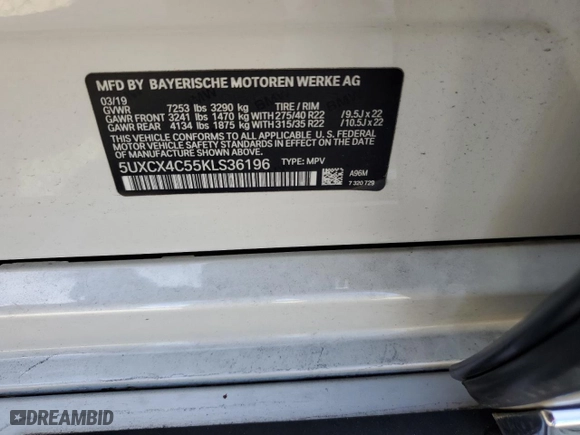 MFD BY BAYERISCHE MOTOREN WERKE AG
03/19
GVWR 7253 lbs 3290 kg TIRE / RIM
GAWR FRONT 3241 lbs 1470 kg WITH 275/40 R22 /9.5J x 22
GAWR REAR 4134 lbs 1875 kg WITH 315/35 R22 /10.5J x 22
THIS VEHICLE CONFORMS TO ALL APPLICABLE U.S. FEDERAL
MOTOR VEHICLE SAFETY STANDARDS IN EFFECT ON THE DATE
OF MANUFACTURE SHOWN ABOVE.
5UXCX4C55KLS36196 TYPE: MPV
A96M
7 320 729
DREAMBID